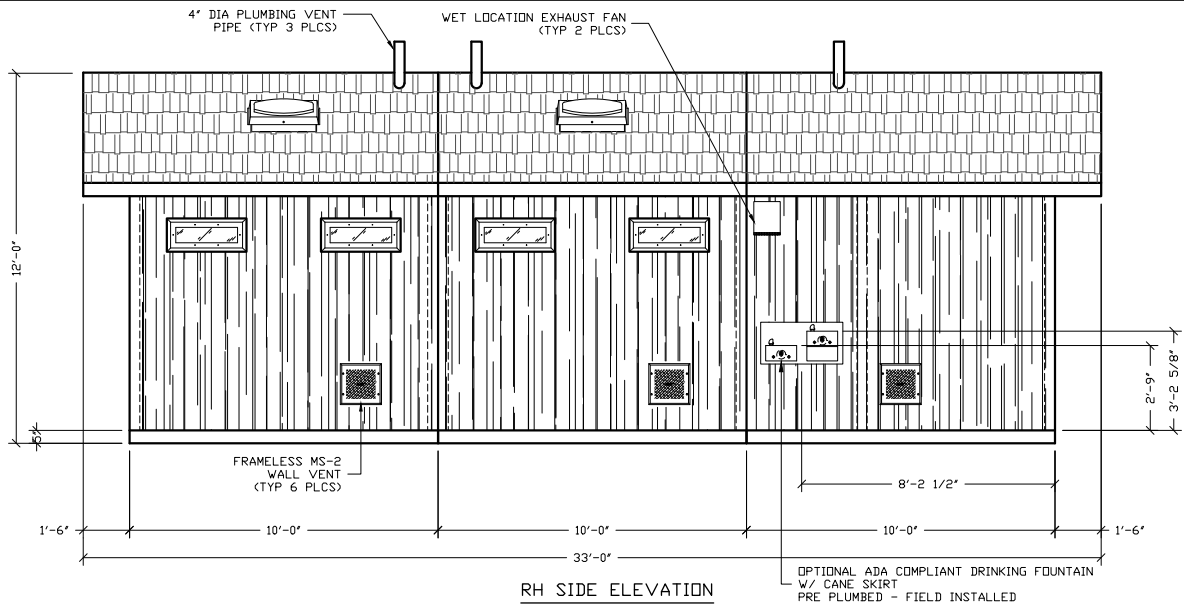 4" DIA PLUMBING VENT
PIPE (TYP 3 PLCS)
WET LOCATION EXHAUST FAN
(TYP 2 PLCS)
12'-0"
5"
2'-9"
3'-2 5/8"
FRAMELESS MS-2
WALL VENT
(TYP 6 PLCS)
8'-2 1/2"
1'-6"
10'-0"
10'-0"
10'-0"
1'-6"
33'-0"
OPTIONAL ADA COMPLIANT DRINKING FOUNTAIN
W/ CANE SKIRT
PRE PLUMBED - FIELD INSTALLED
RH SIDE ELEVATION